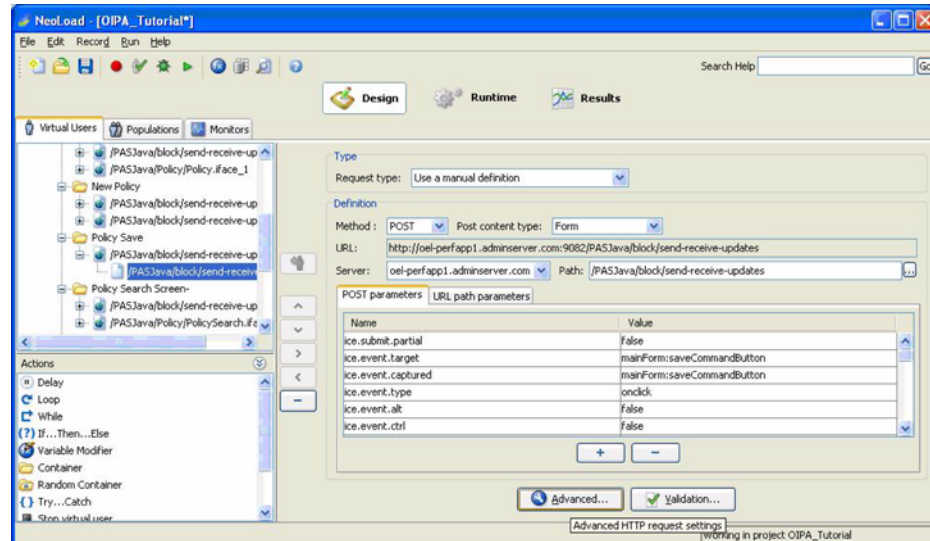 NeoLoad - [OIPA_Tutorial*]
File Edit Record Run Help
Search Help Go
Design Runtime Results
Virtual Users Populations Monitors
/PASJava/block/send-receive-up
/PASJava/Policy/Policy.iface_1
New Policy
/PASJava/block/send-receive-up
/PASJava/block/send-receive-up
Policy Save
/PASJava/block/send-receive-up
/PASJava/block/send-receive
Policy Search Screen-
/PASJava/block/send-receive-up
/PASJava/Policy/PolicySearch.ifa
Actions
Delay
Loop
While
(?) If...Then...Else
Variable Modifier
Container
Random Container
{} Try...Catch
Stop virtual user
Type
Request type: Use a manual definition
Definition
Method : POST Post content type: Form
URL: http://oel-perfapp1.adminserver.com:9082/PASJava/block/send-receive-updates
Server: oel-perfapp1.adminserver.com Path: /PASJava/block/send-receive-updates ...
POST parameters URL path parameters
Name Value
ice.submit.partial false
ice.event.target mainForm:saveCommandButton
ice.event.captured mainForm:saveCommandButton
ice.event.type onclick
ice.event.alt false
ice.event.ctrl false
+ −
Advanced... Validation...
Advanced HTTP request settings
Working in project OIPA_Tutorial